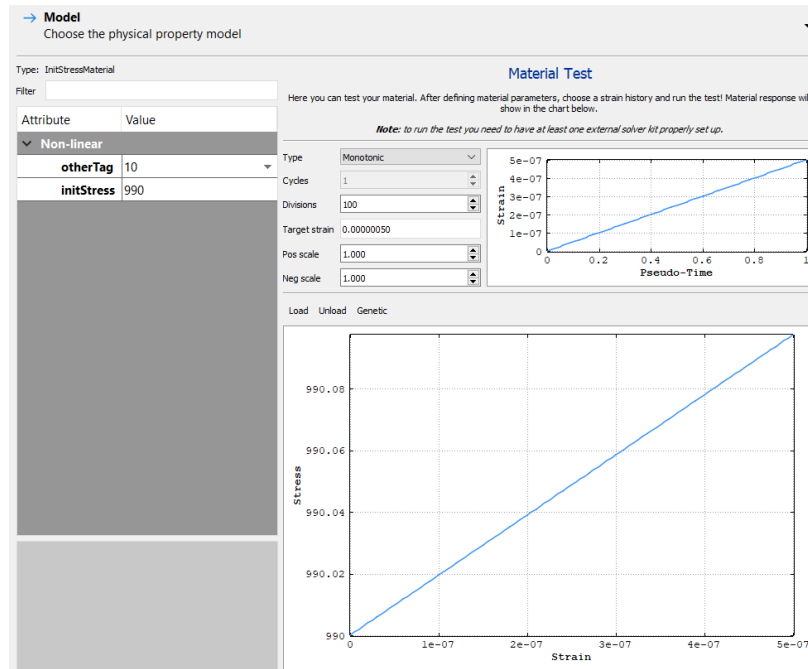 Model
Choose the physical property model
Type: InitStressMaterial
Filter
Attribute Value
Non-linear
otherTag 10
initStress 990
Material Test
Here you can test your material. After defining material parameters, choose a strain history and run the test! Material response will
show in the chart below.
Note: to run the test you need to have at least one external solver kit properly set up.
Type Monotonic
Cycles 1
Divisions 100
Target strain 0.00000050
Pos scale 1.000
Neg scale 1.000
5e-07
4e-07
3e-07
2e-07
1e-07
0
Strain
0 0.2 0.4 0.6 0.8 1
Pseudo-Time
Load Unload Genetic
990.08
990.06
990.04
990.02
990
Stress
0 1e-07 2e-07 3e-07 4e-07 5e-07
Strain